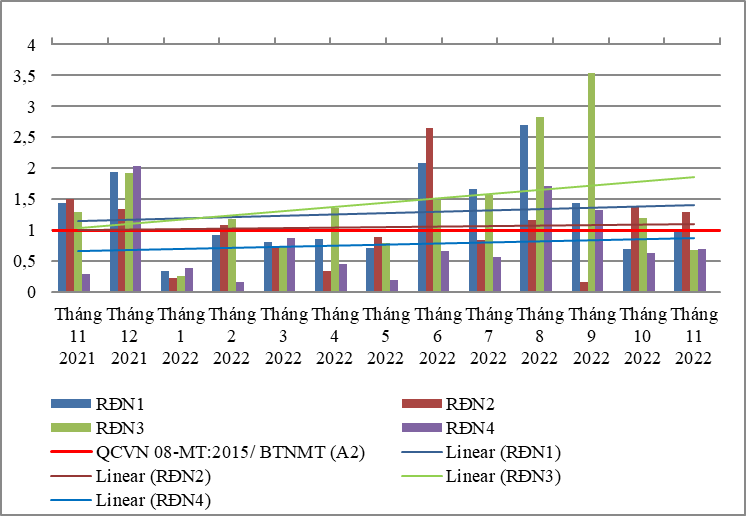 4
3,5
3
2,5
2
1,5
1
0,5
0
Tháng Tháng Tháng Tháng Tháng Tháng Tháng Tháng Tháng Tháng Tháng Tháng Tháng
11 12 1 2 3 4 5 6 7 8 9 10 11
2021 2021 2022 2022 2022 2022 2022 2022 2022 2022 2022 2022 2022
RĐN1 RĐN2
RĐN3 RĐN4
QCVN 08-MT:2015/ BTNMT (A2) Linear (RĐN1)
Linear (RĐN2) Linear (RĐN3)
Linear (RĐN4)